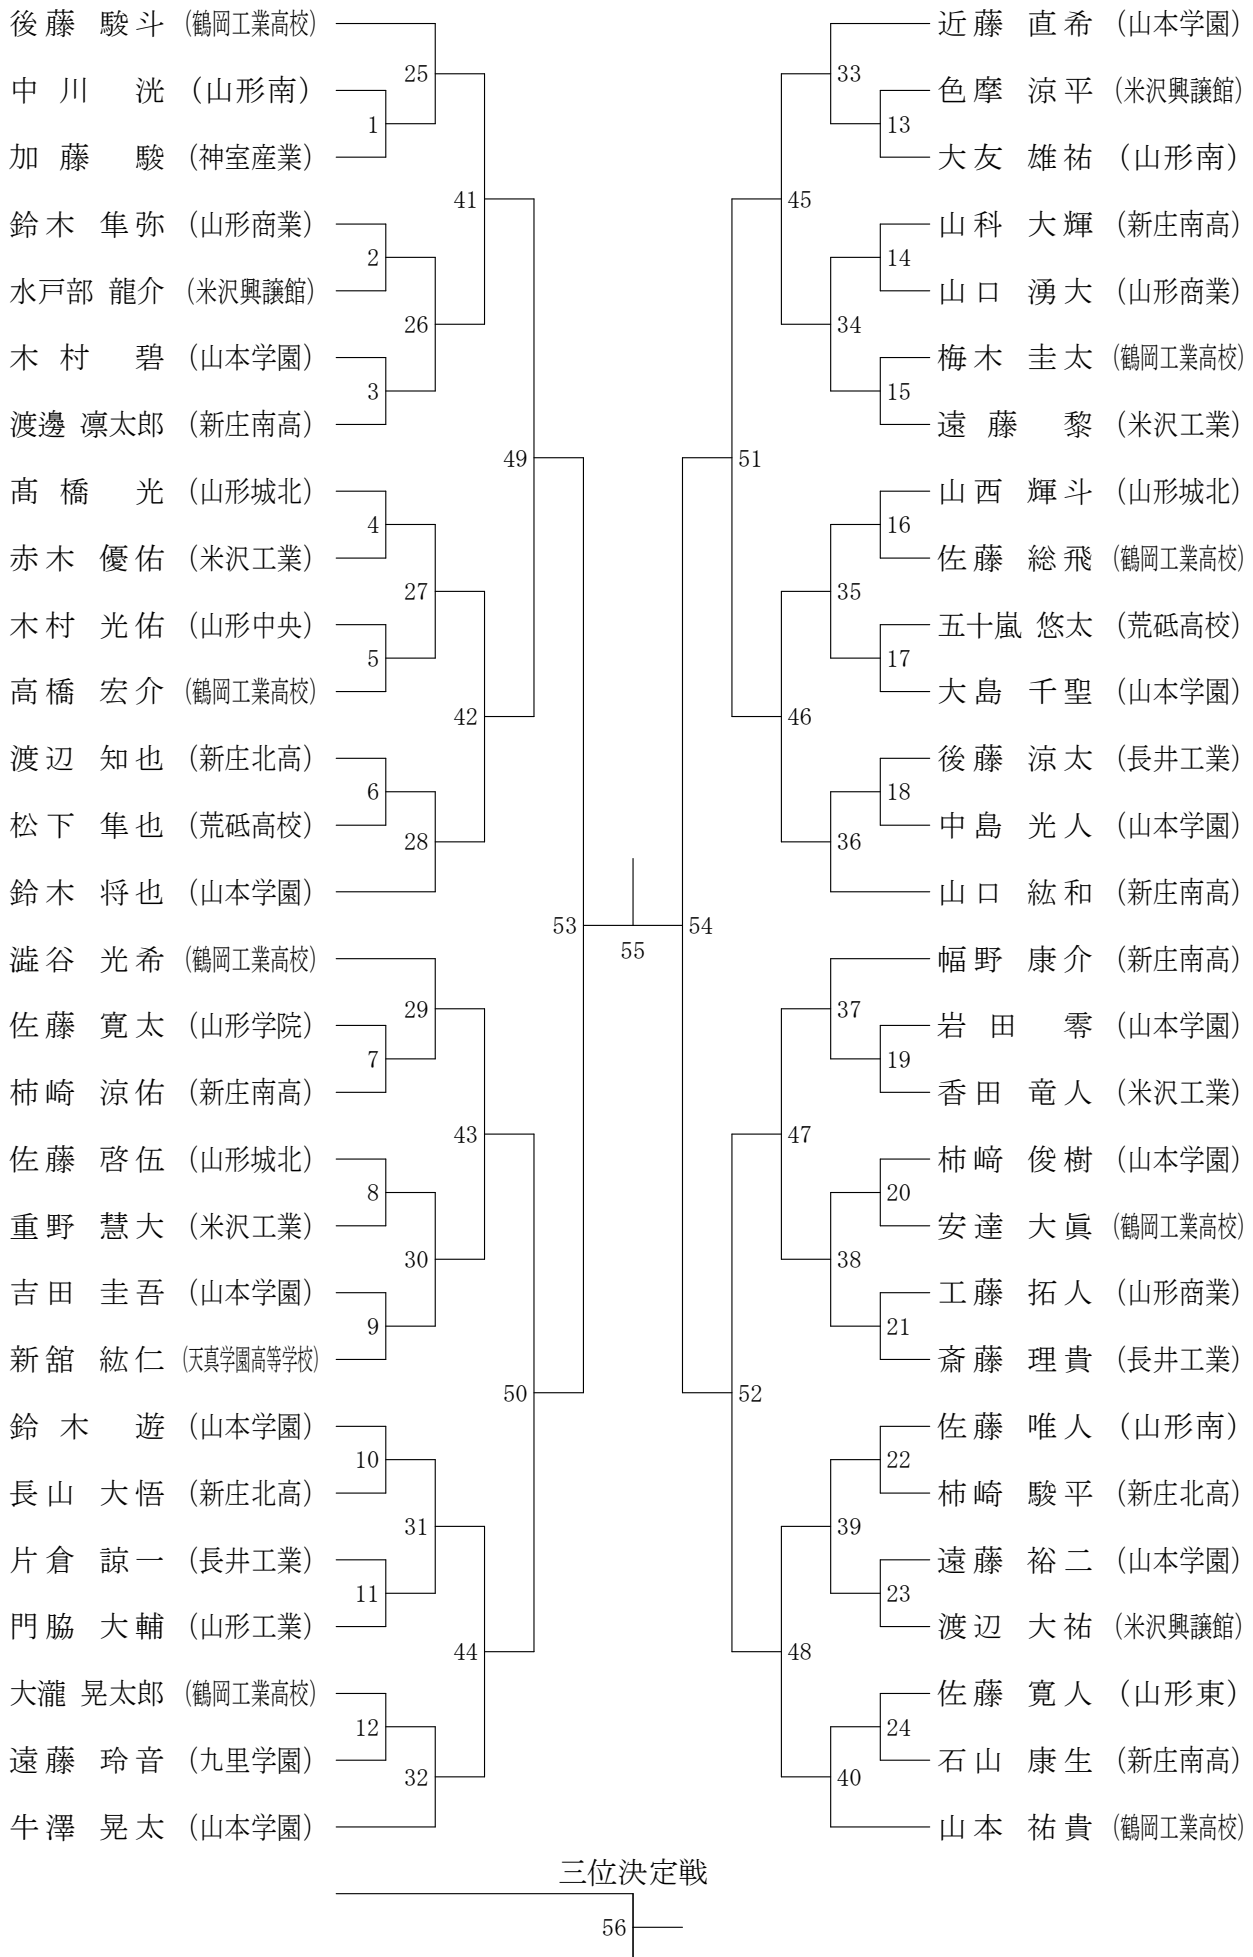 後藤 駿斗 (鶴岡工業高校)
25
中川 洸 (山形南)
1
加藤 駿 (神室産業)
41
鈴木 隼弥 (山形商業)
2
水戸部 龍介 (米沢興譲館)
26
木村 碧 (山本学園)
3
渡邊 凛太郎 (新庄南高)
49
髙橋 光 (山形城北)
4
赤木 優佑 (米沢工業)
27
木村 光佑 (山形中央)
5
高橋 宏介 (鶴岡工業高校)
42
渡辺 知也 (新庄北高)
6
松下 隼也 (荒砥高校)
28
鈴木 将也 (山本学園)
53
澁谷 光希 (鶴岡工業高校)
29
佐藤 寛太 (山形学院)
7
柿崎 涼佑 (新庄南高)
43
佐藤 啓伍 (山形城北)
8
重野 慧大 (米沢工業)
30
吉田 圭吾 (山本学園)
9
新舘 紘仁 (天真学園高等学校)
50
鈴木 遊 (山本学園)
10
長山 大悟 (新庄北高)
31
片倉 諒一 (長井工業)
11
門脇 大輔 (山形工業)
44
大瀧 晃太郎 (鶴岡工業高校)
12
遠藤 玲音 (九里学園)
32
牛澤 晃太 (山本学園)
55
近藤 直希 (山本学園)
33
色摩 涼平 (米沢興譲館)
13
大友 雄祐 (山形南)
45
山科 大輝 (新庄南高)
14
山口 湧大 (山形商業)
34
梅木 圭太 (鶴岡工業高校)
15
遠藤 黎 (米沢工業)
51
山西 輝斗 (山形城北)
16
佐藤 総飛 (鶴岡工業高校)
35
五十嵐 悠太 (荒砥高校)
17
大島 千聖 (山本学園)
46
後藤 涼太 (長井工業)
18
中島 光人 (山本学園)
36
山口 紘和 (新庄南高)
54
幅野 康介 (新庄南高)
37
岩田 零 (山本学園)
19
香田 竜人 (米沢工業)
47
柿﨑 俊樹 (山本学園)
20
安達 大眞 (鶴岡工業高校)
38
工藤 拓人 (山形商業)
21
斎藤 理貴 (長井工業)
52
佐藤 唯人 (山形南)
22
柿崎 駿平 (新庄北高)
39
遠藤 裕二 (山本学園)
23
渡辺 大祐 (米沢興譲館)
48
佐藤 寛人 (山形東)
24
石山 康生 (新庄南高)
40
山本 祐貴 (鶴岡工業高校)
三位決定戦
56